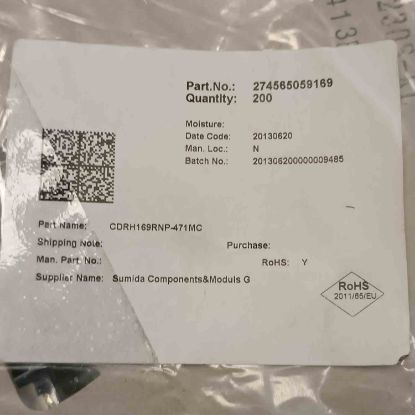 Part.No.: 274565059169
Quantity: 200
Moisture:
Date Code: 20130620
Man. Loc.: N
Batch No.: 201306200000009485
Part Name: CDRH169RNP-471MC
Shipping Note: Purchase:
Man. Part No.: RoHS: Y
Supplier Name: Sumida Components&Moduls G
RoHS
2011/65/EU